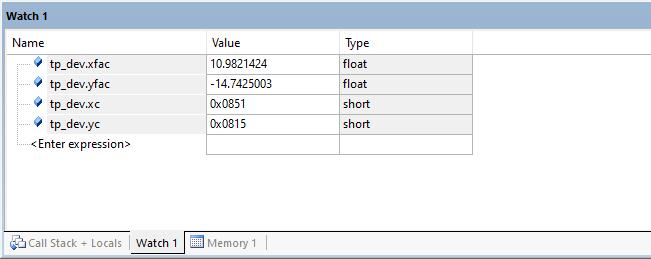 Watch 1
Name Value Type
tp_dev.xfac 10.9821424 float
tp_dev.yfac -14.7425003 float
tp_dev.xc 0x0851 short
tp_dev.yc 0x0815 short
<Enter expression>
Call Stack + Locals Watch 1 Memory 1